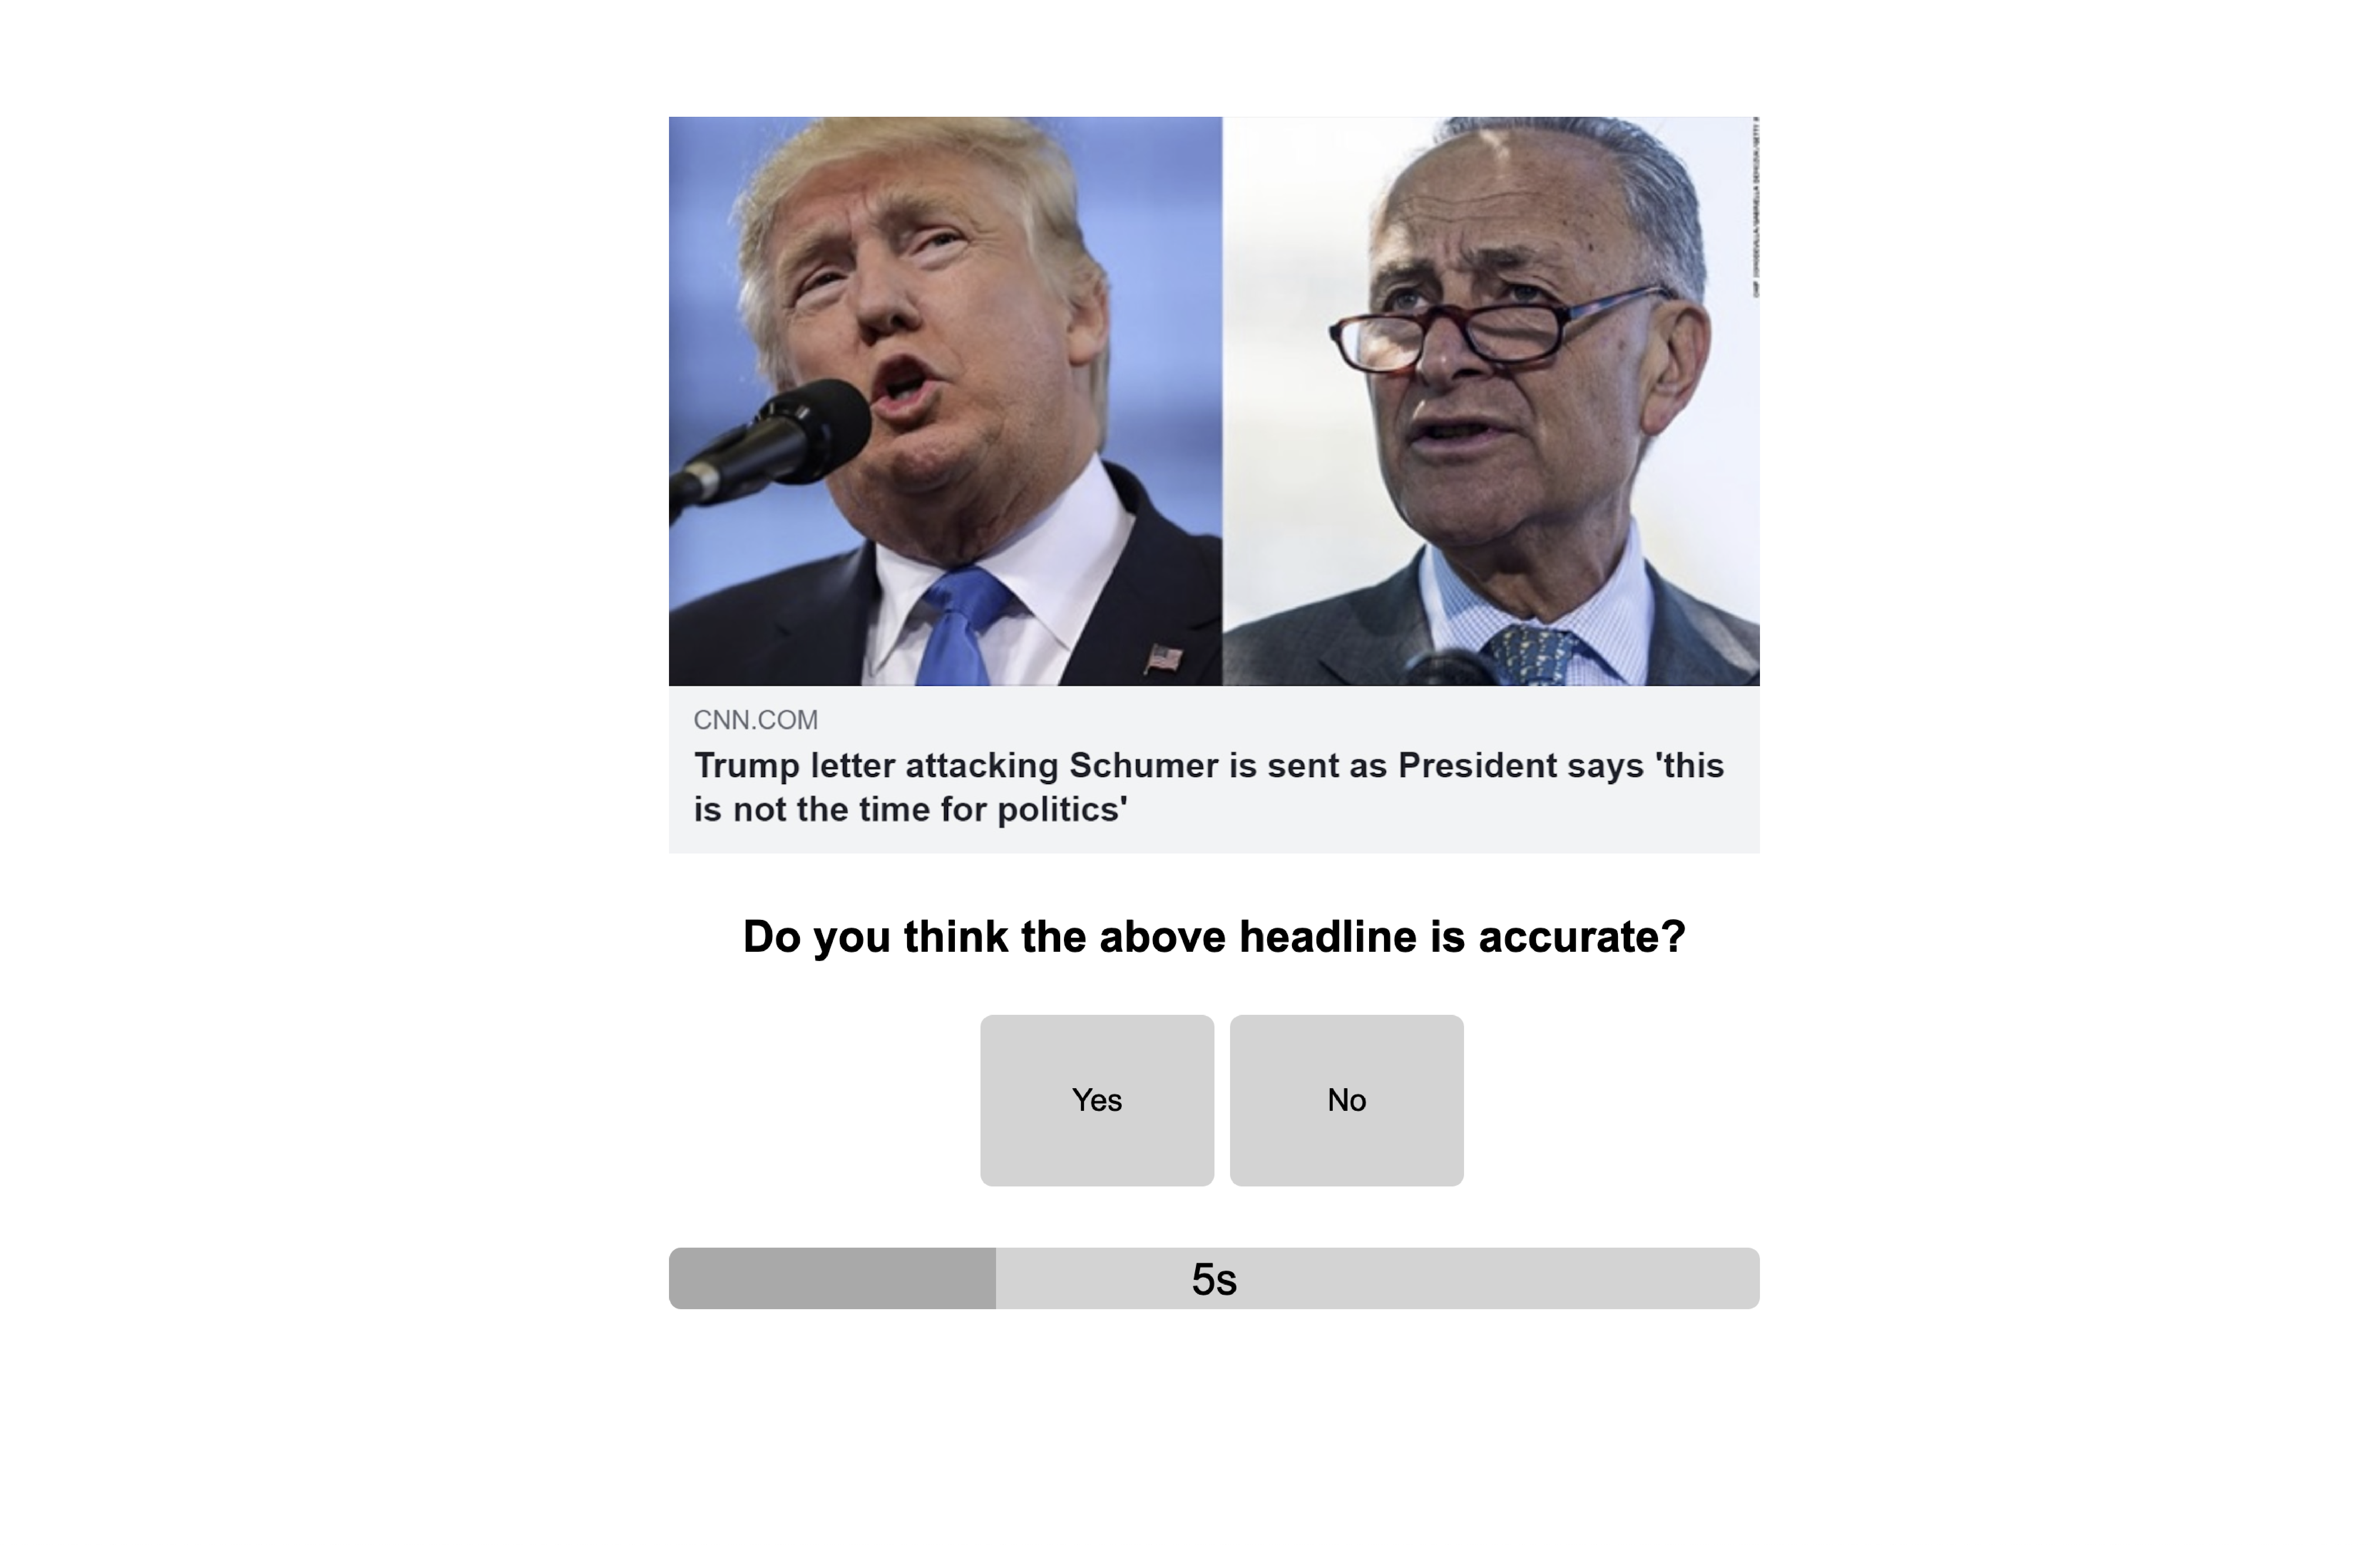 CNN.COM
Trump letter attacking Schumer is sent as President says 'this
is not the time for politics'
Do you think the above headline is accurate?
Yes
No
5s